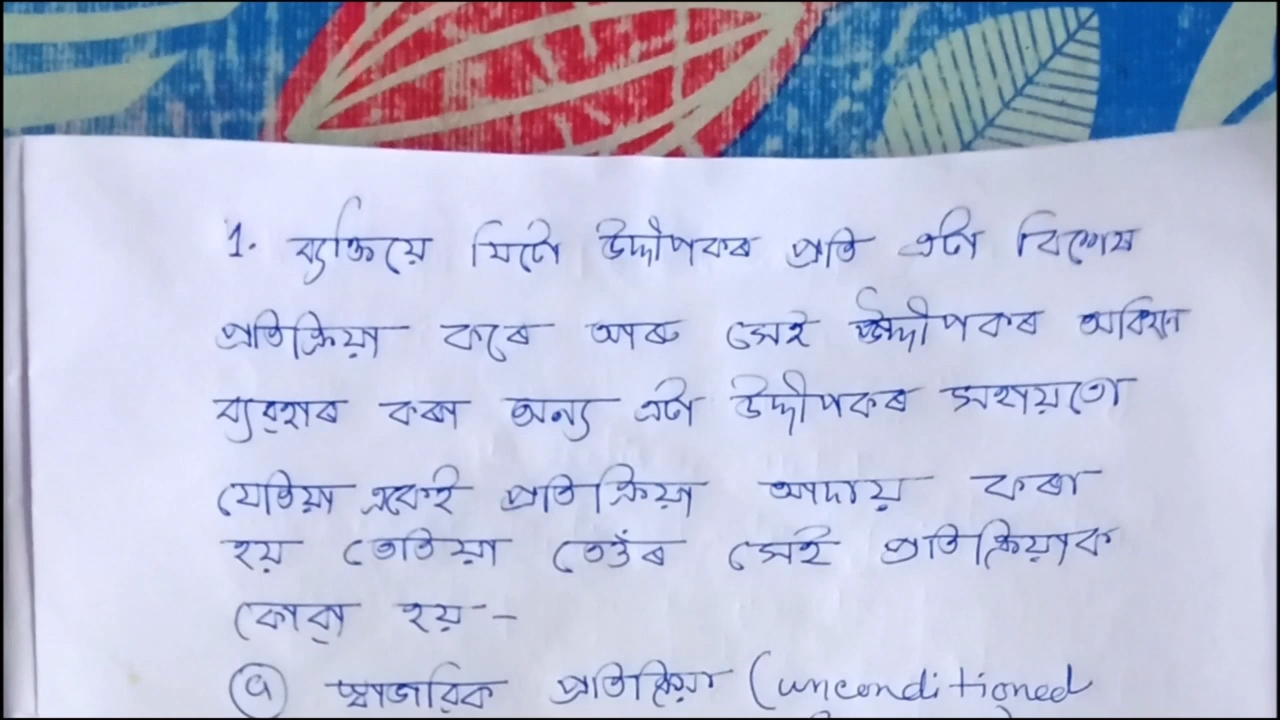 1. ব্যক্তিয়ে যিটো উদ্দীপকৰ প্ৰতি এটা বিশেষ
প্ৰতিক্ৰিয়া কৰে আৰু সেই উদ্দীপকৰ অবিহনে
ব্যৱহাৰ কৰা অন্য এটা উদ্দীপকৰ সহায়তো
যেতিয়া একেই প্ৰতিক্ৰিয়া আদায় কৰা
হয় তেতিয়া তেওঁৰ সেই প্ৰতিক্ৰিয়াক
কোৱা হয় -
(a) প্ৰতিক্ৰিয়া (unconditioned